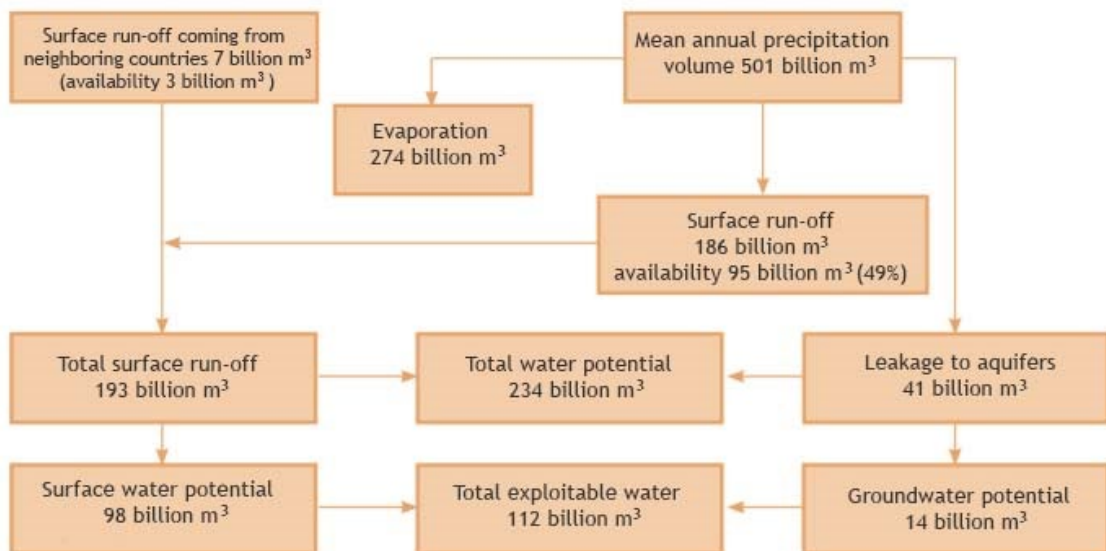 Surface run-off coming from
neighboring countries 7 billion m³
(availability 3 billion m³ )
Mean annual precipitation
volume 501 billion m³
Evaporation
274 billion m³
Surface run-off
186 billion m³
availability 95 billion m³ (49%)
Total surface run-off
193 billion m³
Total water potential
234 billion m³
Leakage to aquifers
41 billion m³
Surface water potential
98 billion m³
Total exploitable water
112 billion m³
Groundwater potential
14 billion m³